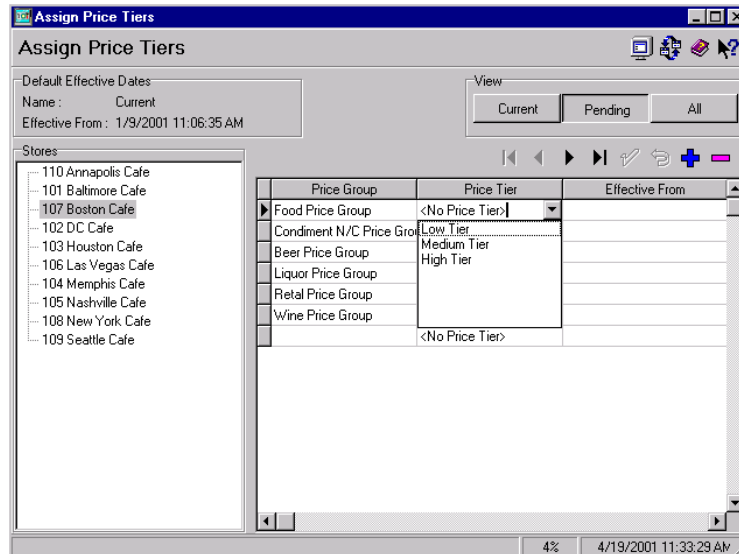 Assign Price Tiers
Assign Price Tiers
Default Effective Dates
Name : Current
Effective From : 1/9/2001 11:06:35 AM
View
Current Pending All
Stores
110 Annapolis Cafe
101 Baltimore Cafe
107 Boston Cafe
102 DC Cafe
103 Houston Cafe
106 Las Vegas Cafe
104 Memphis Cafe
105 Nashville Cafe
108 New York Cafe
109 Seattle Cafe
Price Group Price Tier Effective From
Food Price Group <No Price Tier>
Condiment N/C Price Grou
Low Tier
Medium Tier
High Tier
Beer Price Group
Liquor Price Group
Retal Price Group
Wine Price Group
<No Price Tier>
4% 4/19/2001 11:33:29 AM